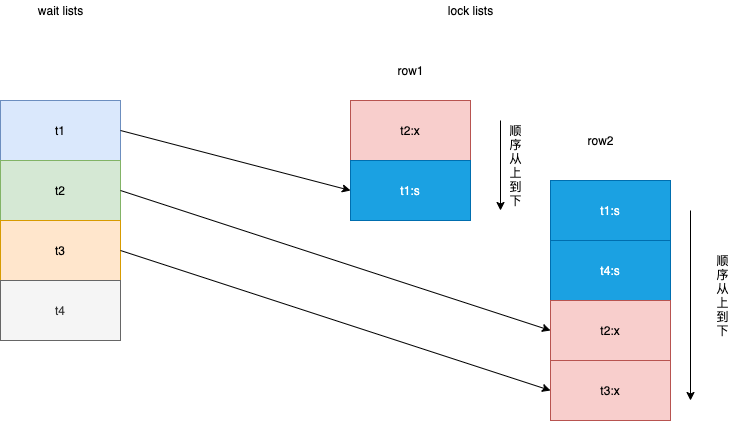 wait lists
lock lists
row1
t1
t2
t3
t4
t2:x
t1:s
顺序从上到下
row2
t1:s
t4:s
t2:x
t3:x
顺序从上到下